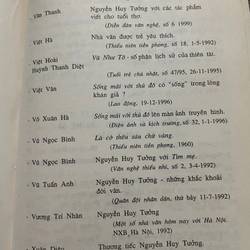 - Văn Thanh Nguyễn Huy Tưởng với các tác phẩm
viết cho tuổi thơ.
(Diễn đàn văn nghệ, số 6 1999)
- Việt Hà Nhà văn được trẻ yêu thích.
(Thiếu niên tiền phong, số 18, 1-5-1992)
- Việt Hoài
Huỳnh Thanh Diệt Vũ Như Tô - số phận lịch sử của thiên tài.
(Tuổi trẻ chủ nhật, số 47/95, 26-11-1995)
- Việt Văn Sống mãi với thủ đô có "sống" trong lòng
khán giả ?
(Lao động, 19-12-1996)
- Võ Xuân Hà Sống mãi với thủ đô lên màn ảnh truyền hình.
(Điện ảnh và kịch trường, số 32, 1-1-1996)
- Vũ Ngọc Bình Lá cờ thêu sáu chữ vàng.
(Thiếu niên tiền phong, 1960)
- Vũ Ngọc Bình Nguyễn Huy Tưởng với Tìm mẹ.
(Văn nghệ thiếu nhi, số 2, 3-4-1992)
- Vũ Tuấn Anh Nguyễn Huy Tưởng - những khắc khoải
đời văn.
(Quân đội nhân dân, thứ bảy 11-7-1992)
- Vương Trí Nhàn Nguyễn Huy Tưởng
(Một số nhà văn hôm nay với Hà Nội.
NXB, Hà Nội, 1992)
- Xuân Diệu Thương tiếc Nguyễn Huy Tưởng.